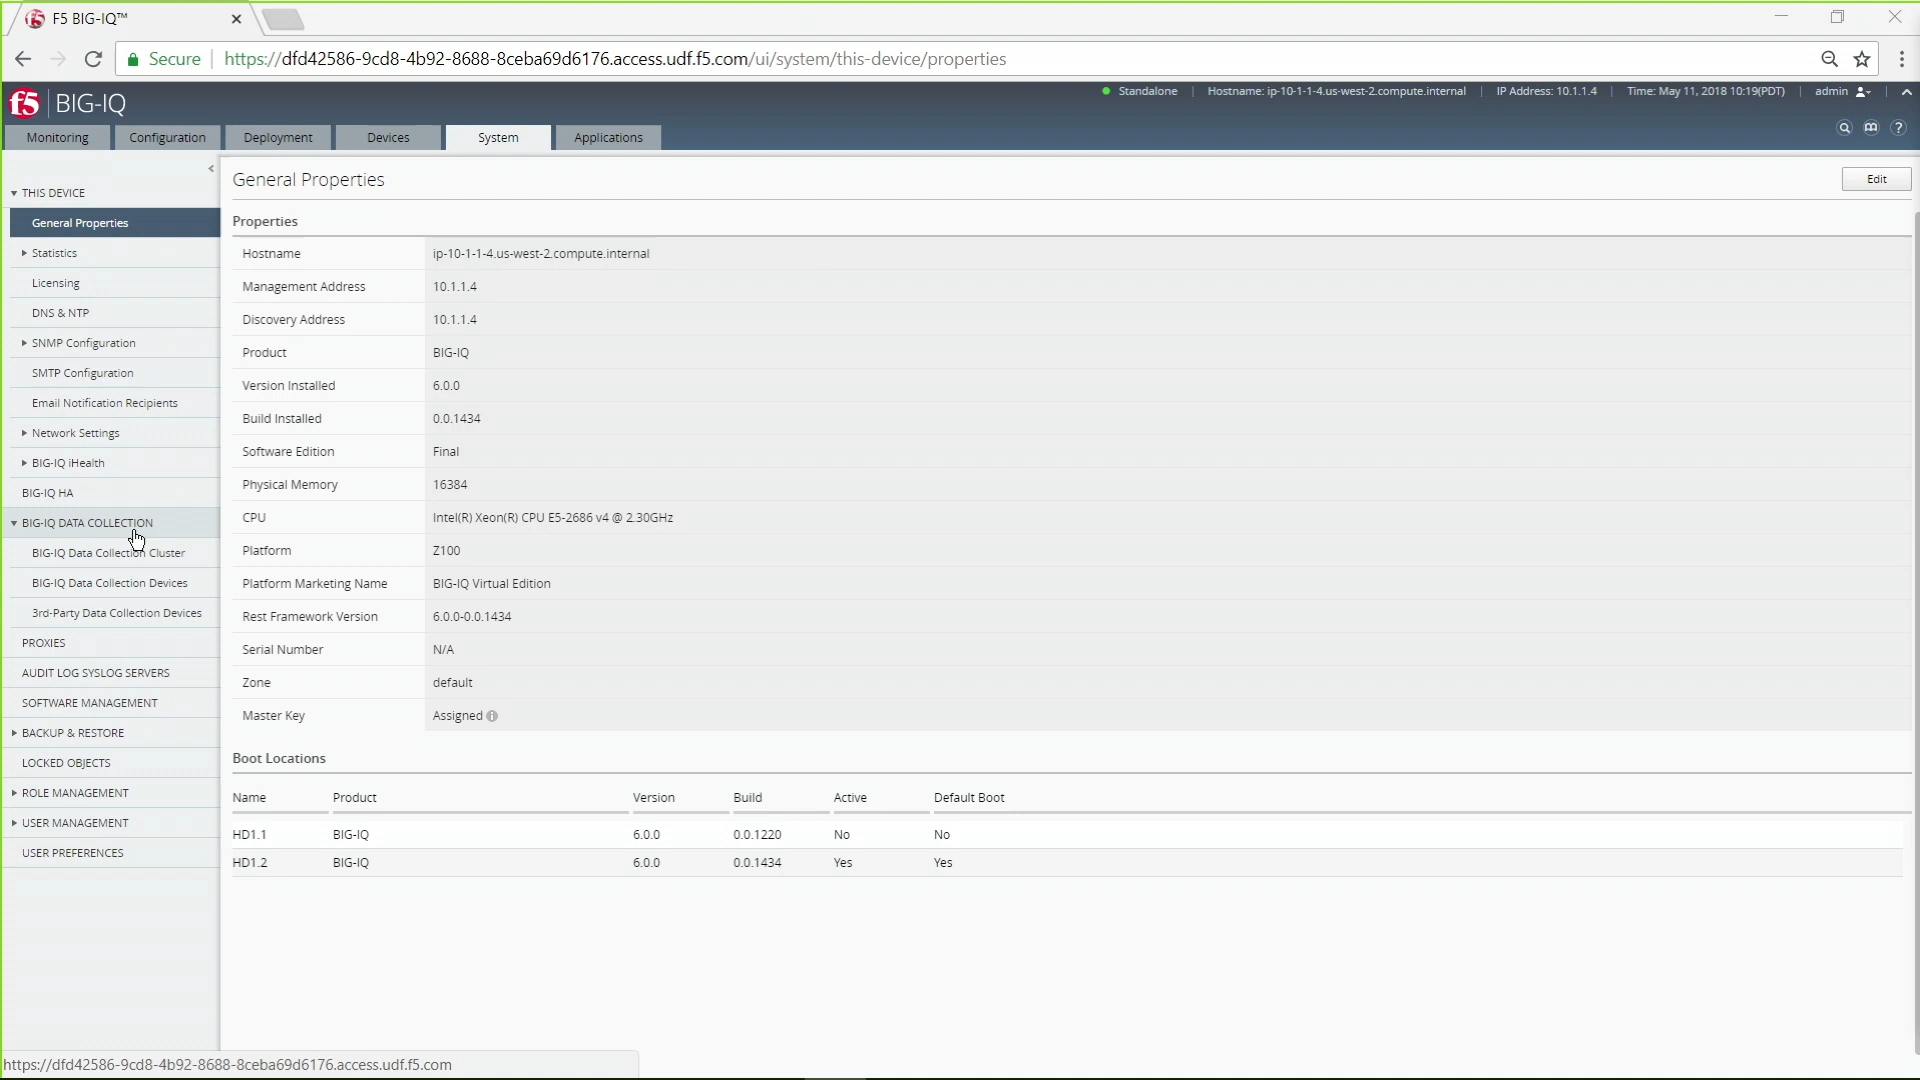 F5 BIG-IQ™
Secure https://dfd42586-9cd8-4b92-8688-8ceba69d6176.access.udf.f5.com/ui/system/this-device/properties
f5 BIG-IQ
Standalone Hostname: ip-10-1-1-4.us-west-2.compute.internal IP Address: 10.1.1.4 Time: May 11, 2018 10:19(PDT) admin
Monitoring Configuration Deployment Devices System Applications
THIS DEVICE
General Properties
Statistics
Licensing
DNS & NTP
SNMP Configuration
SMTP Configuration
Email Notification Recipients
Network Settings
BIG-IQ iHealth
BIG-IQ HA
BIG-IQ DATA COLLECTION
BIG-IQ Data Collection Cluster
BIG-IQ Data Collection Devices
3rd-Party Data Collection Devices
PROXIES
AUDIT LOG SYSLOG SERVERS
SOFTWARE MANAGEMENT
BACKUP & RESTORE
LOCKED OBJECTS
ROLE MANAGEMENT
USER MANAGEMENT
USER PREFERENCES
General Properties
Edit
Properties
Hostname ip-10-1-1-4.us-west-2.compute.internal
Management Address 10.1.1.4
Discovery Address 10.1.1.4
Product BIG-IQ
Version Installed 6.0.0
Build Installed 0.0.1434
Software Edition Final
Physical Memory 16384
CPU Intel(R) Xeon(R) CPU E5-2686 v4 @ 2.30GHz
Platform Z100
Platform Marketing Name BIG-IQ Virtual Edition
Rest Framework Version 6.0.0-0.0.1434
Serial Number N/A
Zone default
Master Key Assigned
Boot Locations
Name Product Version Build Active Default Boot
HD1.1 BIG-IQ 6.0.0 0.0.1220 No No
HD1.2 BIG-IQ 6.0.0 0.0.1434 Yes Yes
https://dfd42586-9cd8-4b92-8688-8ceba69d6176.access.udf.f5.com